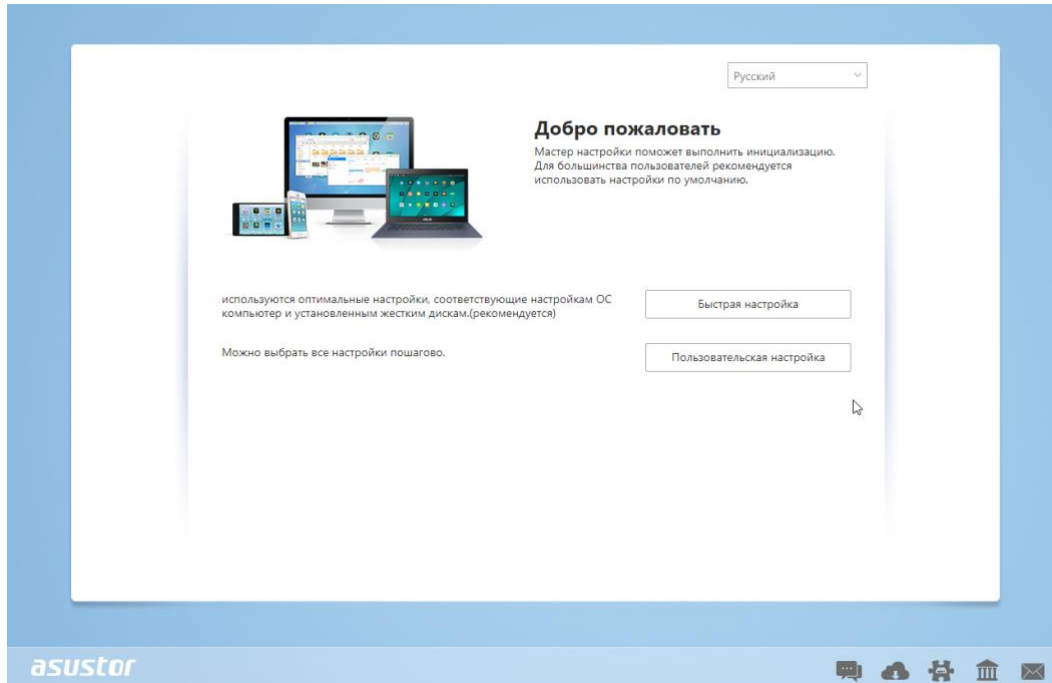 Русский
Добро пожаловать
Мастер настройки поможет выполнить инициализацию.
Для большинства пользователей рекомендуется
использовать настройки по умолчанию.
используются оптимальные настройки, соответствующие настройкам ОС
компьютер и установленным жестким дискам.(рекомендуется)
Быстрая настройка
Можно выбрать все настройки пошагово.
Пользовательская настройка
asustor